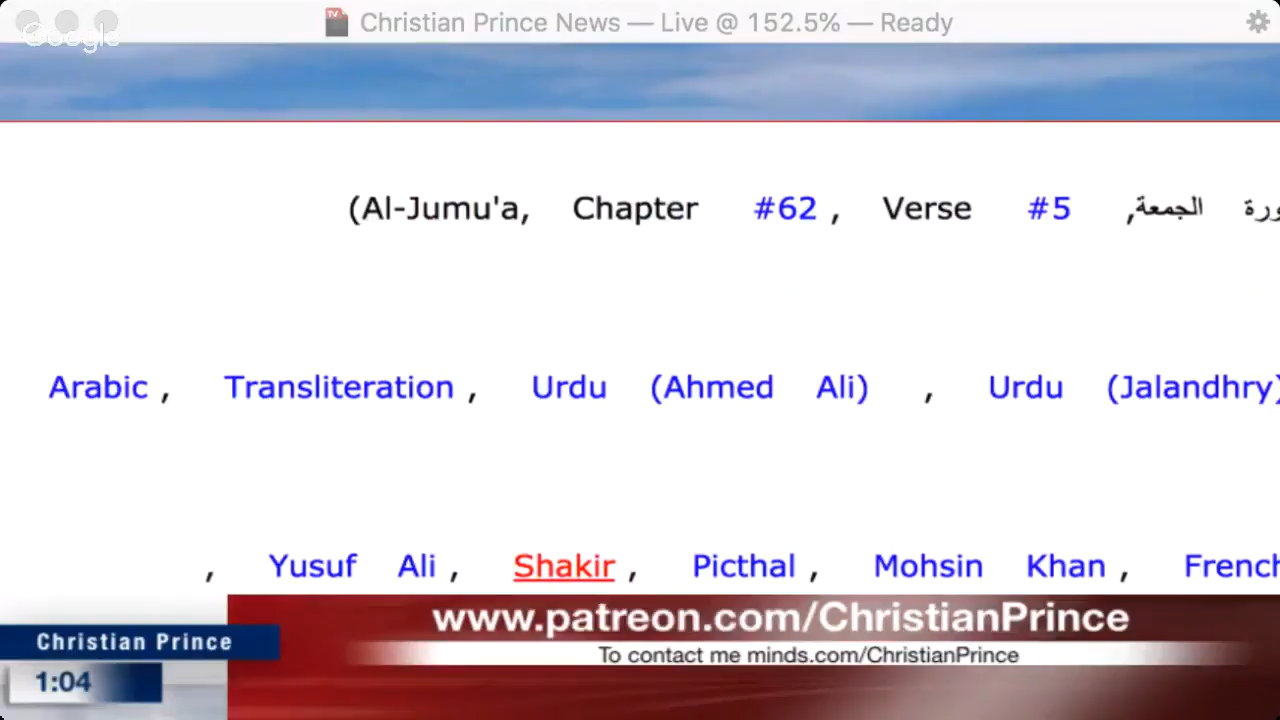 Christian Prince News — Live @ 152.5% — Ready
Google
(Al-Jumu'a, Chapter #62 , Verse #5 ,الجمعة
Arabic , Transliteration , Urdu (Ahmed Ali) , Urdu (Jalandhry)
, Yusuf Ali , Shakir , Picthal , Mohsin Khan , French
www.patreon.com/ChristianPrince
Christian Prince
To contact me minds.com/ChristianPrince
1:04